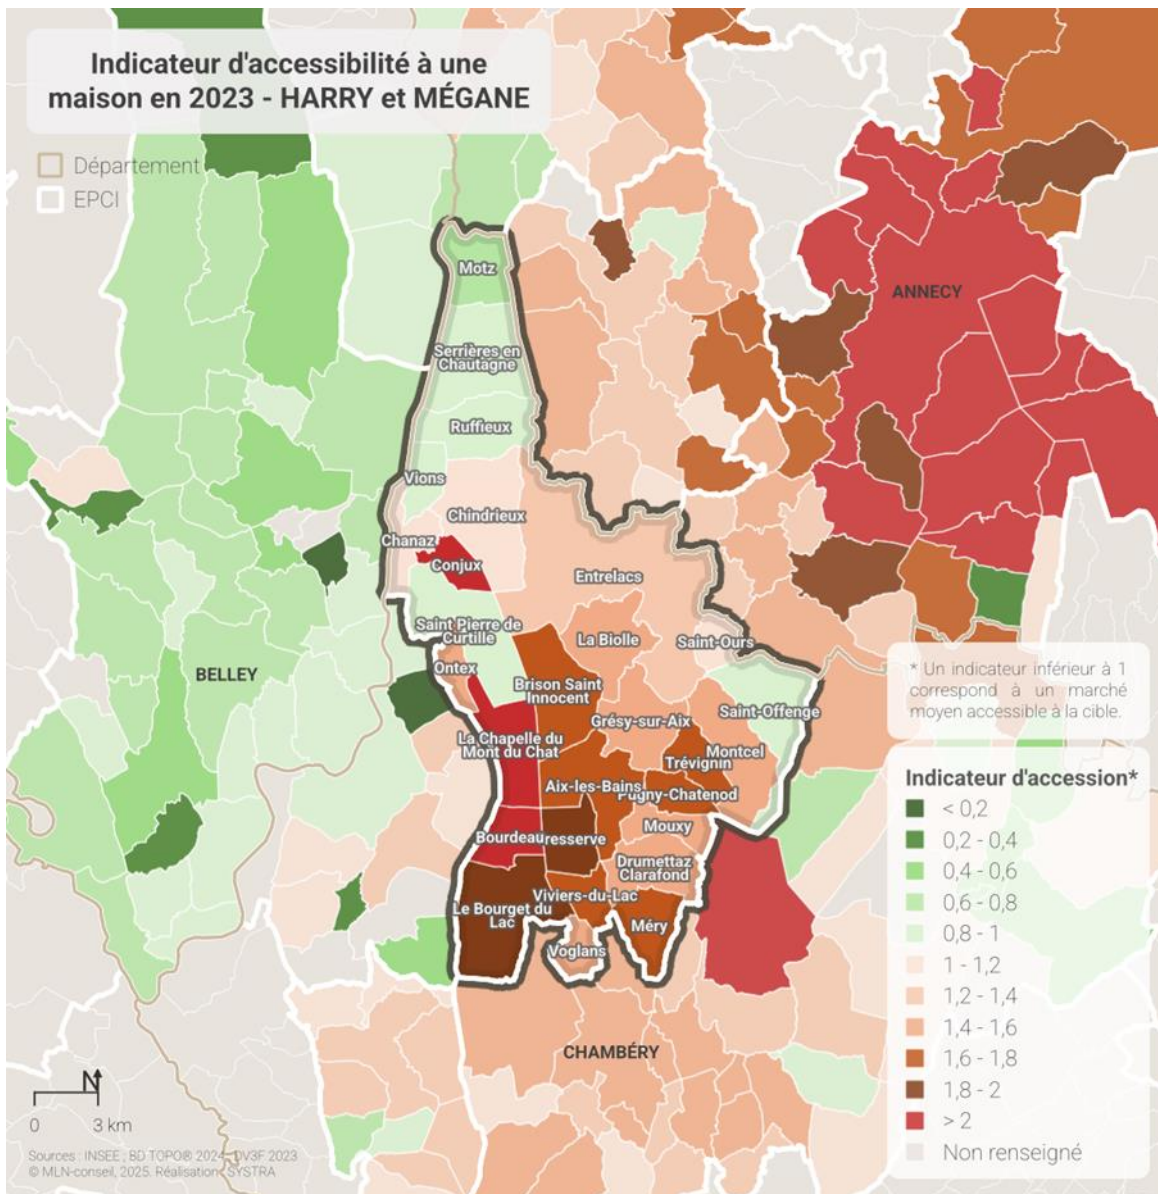 Indicateur d'accessibilité à une
maison en 2023 - HARRY et MÉGANE
Département
EPCI
Motz
ANNECY
Serrières en
Chautagne
Ruffieux
Vions
Chindrieux
Chanaz
Conjux
Entrelacs
Saint Pierre de
Curtille
La Biolle
Saint-Ours
Ontex
BELLEY
Brison Saint
Innocent
Grésy-sur-Aix
Saint-Offenge
La Chapelle du
Mont du Chat
Montcel
Trévignin
Aix-les-Bains
Pugny-Chatenod
Mouxy
Bourdeau
resserve
Drumettaz
Clarafond
Viviers-du-Lac
Le Bourget du
Lac
Méry
Voglans
CHAMBÉRY
* Un indicateur inférieur à 1
correspond à un marché
moyen accessible à la cible.
Indicateur d'accession*
< 0,2
0,2 - 0,4
0,4 - 0,6
0,6 - 0,8
0,8 - 1
1 - 1,2
1,2 - 1,4
1,4 - 1,6
1,6 - 1,8
1,8 - 2
> 2
Non renseigné
N
0 3 km
Sources : INSEE ; BD TOPO® 2024 ; DV3F 2023
© MLN-conseil, 2025. Réalisation : SYSTRA